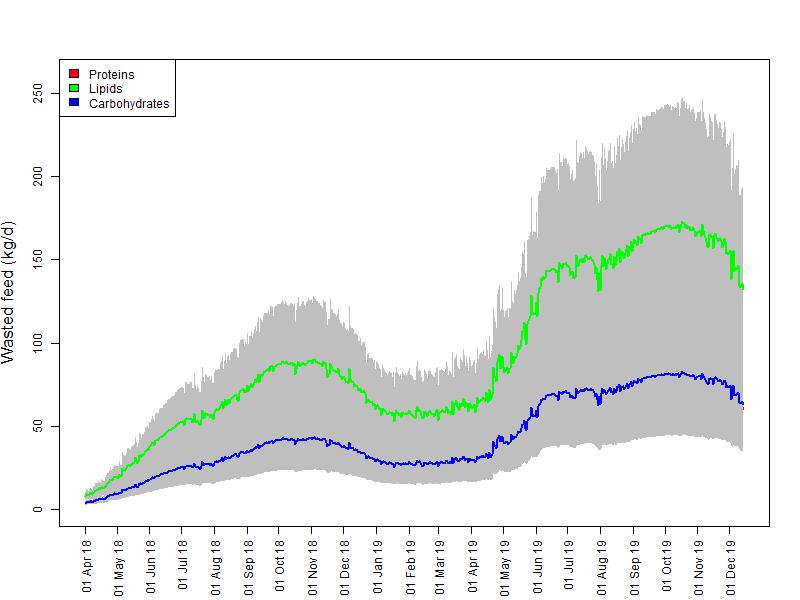 Proteins
Lipids
Carbohydrates
Wasted feed (kg/d)
250
200
150
100
50
0
01 Apr 18
01 May 18
01 Jun 18
01 Jul 18
01 Aug 18
01 Sep 18
01 Oct 18
01 Nov 18
01 Dec 18
01 Jan 19
01 Feb 19
01 Mar 19
01 Apr 19
01 May 19
01 Jun 19
01 Jul 19
01 Aug 19
01 Sep 19
01 Oct 19
01 Nov 19
01 Dec 19